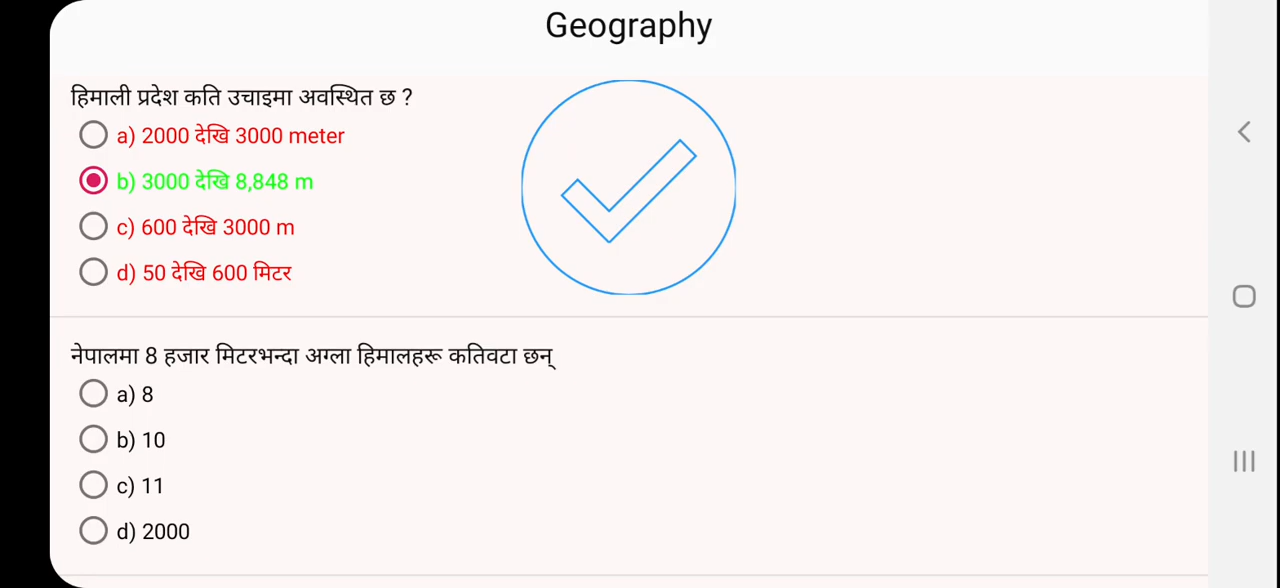 Geography
हिमाली प्रदेश कति उचाइमा अवस्थित छ ?
a) 2000 देखि 3000 meter
b) 3000 देखि 8,848 m
c) 600 देखि 3000 m
d) 50 देखि 600 मिटर
नेपालमा 8 हजार मिटरभन्दा अग्ला हिमालहरू कतिवटा छन्
a) 8
b) 10
c) 11
d) 2000